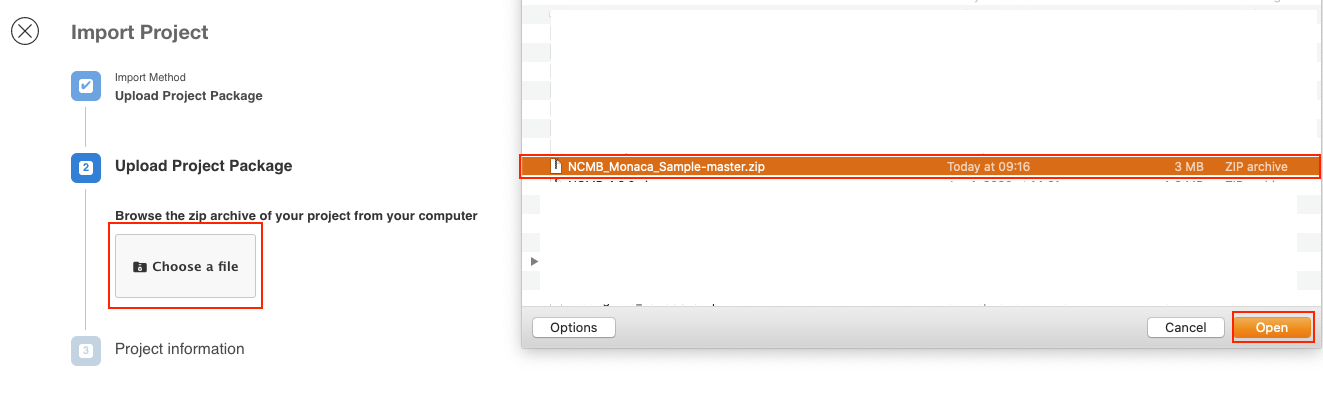 Import Project
Import Method
Upload Project Package
2
Upload Project Package
Browse the zip archive of your project from your computer
Choose a file
3
Project information
NCMB_Monaca_Sample-master.zip Today at 09:16 3 MB ZIP archive
Options
Cancel
Open